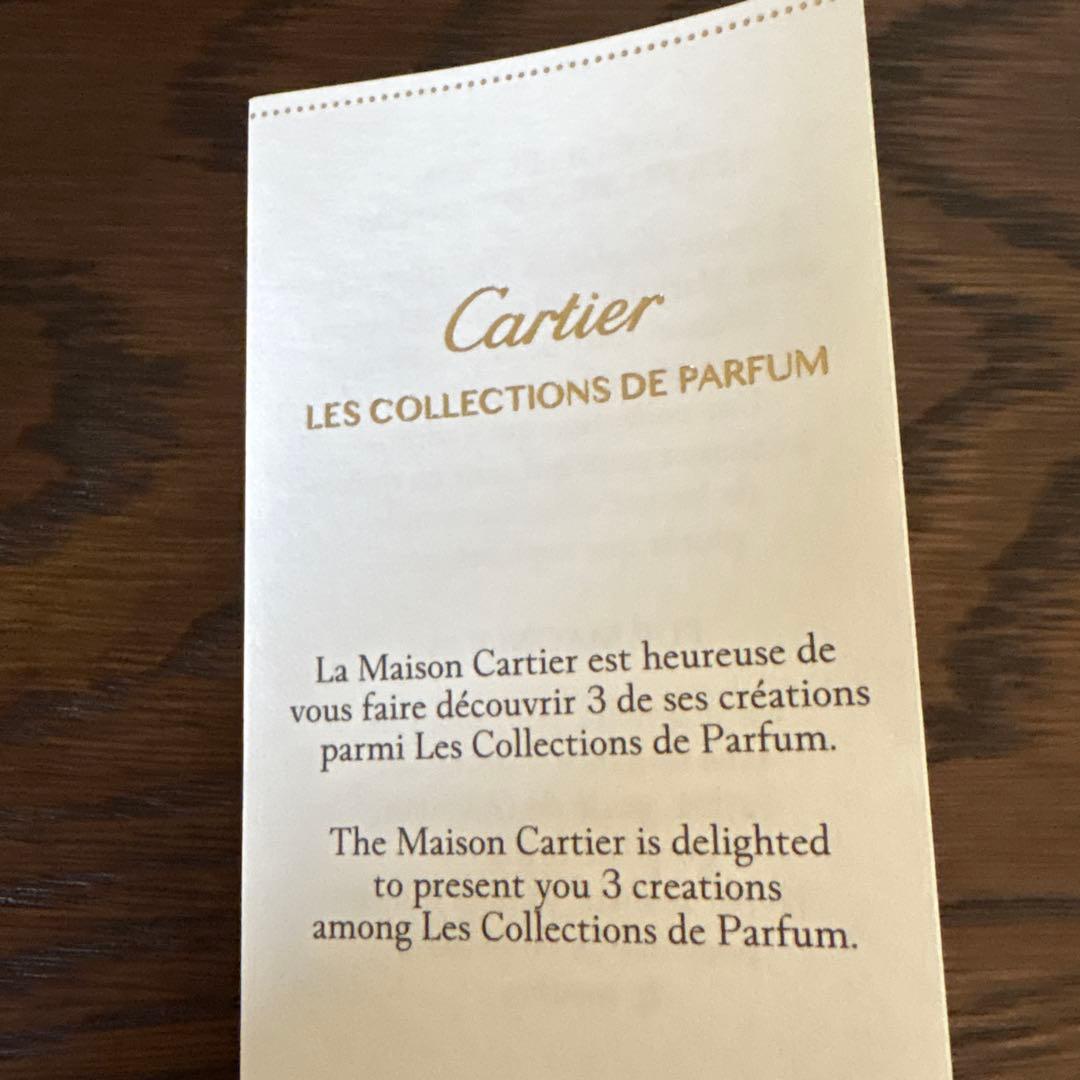 Cartier
LES COLLECTIONS DE PARFUM
La Maison Cartier est heureuse de
vous faire découvrir 3 de ses créations
parmi Les Collections de Parfum.
The Maison Cartier is delighted
to present you 3 creations
among Les Collections de Parfum.